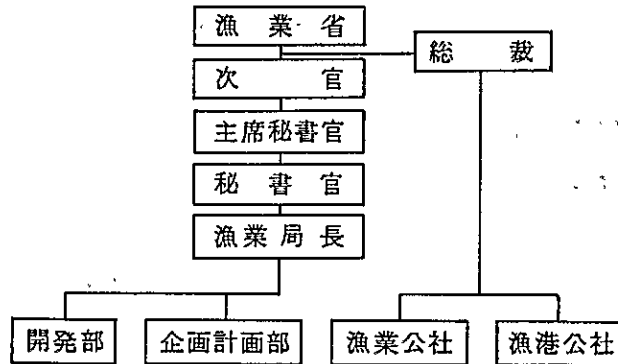 漁業省
総裁
次官
主席秘書官
秘書官
漁業局長
開発部
企画計画部
漁業公社
漁港公社